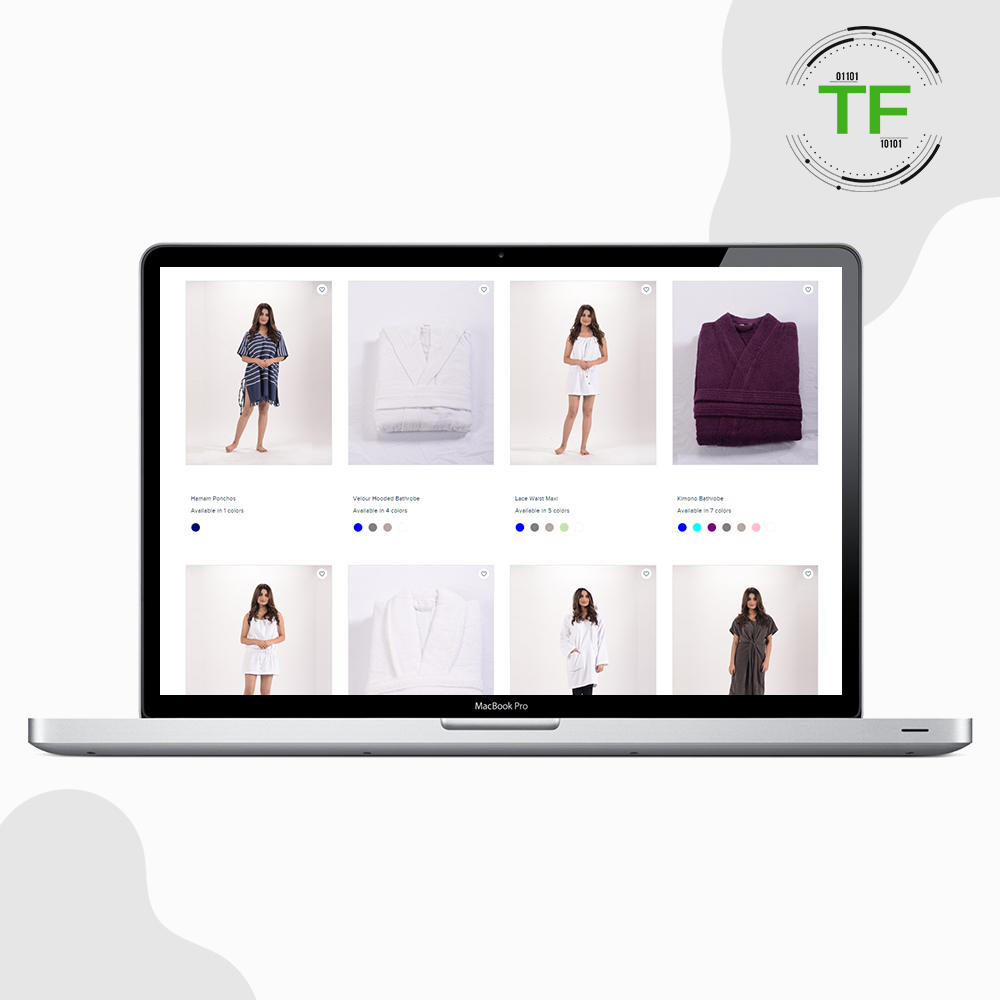 01101
TF
10101
Hamam Ponchos
Available in 1 colors
Velour Hooded Bathrobe
Available in 4 colors
Lace Waist Maxi
Available in 5 colors
Kimono Bathrobe
Available in 7 colors
MacBook Pro